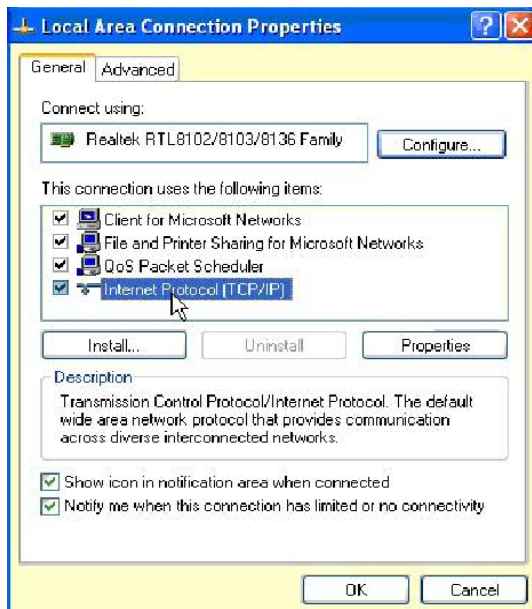 Local Area Connection Properties
General Advanced
Connect using:
Realtek RTL8102/8103/8136 Family Configure...
This connection uses the following items:
Client for Microsoft Networks
File and Printer Sharing for Microsoft Networks
QoS Packet Scheduler
Internet Protocol (TCP/IP)
Install... Uninstall Properties
Description
Transmission Control Protocol/Internet Protocol. The default
wide area network protocol that provides communication
across diverse interconnected networks.
Show icon in notification area when connected
Notify me when this connection has limited or no connectivity
OK Cancel